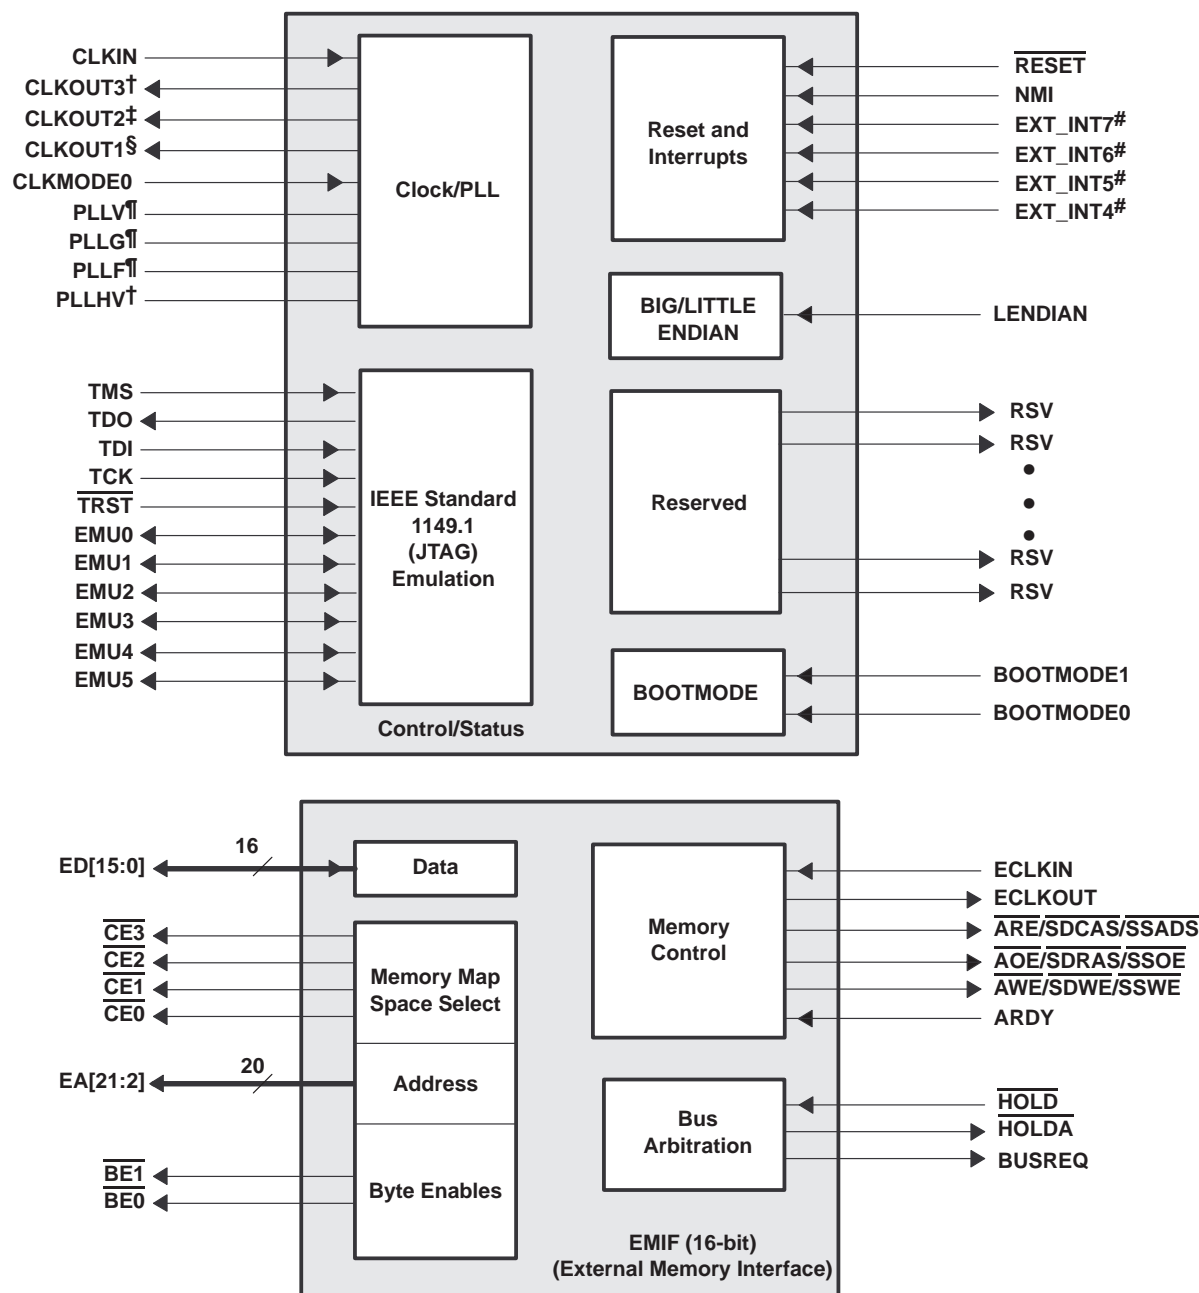 CLKIN
CLKOUT3†
CLKOUT2‡
CLKOUT1§
CLKMODE0
PLLV¶
PLLG¶
PLLF¶
PLLHV†
Clock/PLL
Reset and
Interrupts
RESET
NMI
EXT_INT7#
EXT_INT6#
EXT_INT5#
EXT_INT4#
BIG/LITTLE
ENDIAN
LENDIAN
TMS
TDO
TDI
TCK
TRST
EMU0
EMU1
EMU2
EMU3
EMU4
EMU5
IEEE Standard
1149.1
(JTAG)
Emulation
Reserved
RSV
RSV
RSV
RSV
BOOTMODE
BOOTMODE1
BOOTMODE0
Control/Status
ED[15:0]
16
Data
CE3
CE2
CE1
CE0
Memory Map
Space Select
EA[21:2]
20
Address
BE1
BE0
Byte Enables
Memory
Control
ECLKIN
ECLKOUT
ARE/SDCAS/SSADS
AOE/SDRAS/SSOE
AWE/SDWE/SSWE
ARDY
Bus
Arbitration
HOLD
HOLDA
BUSREQ
EMIF (16-bit)
(External Memory Interface)